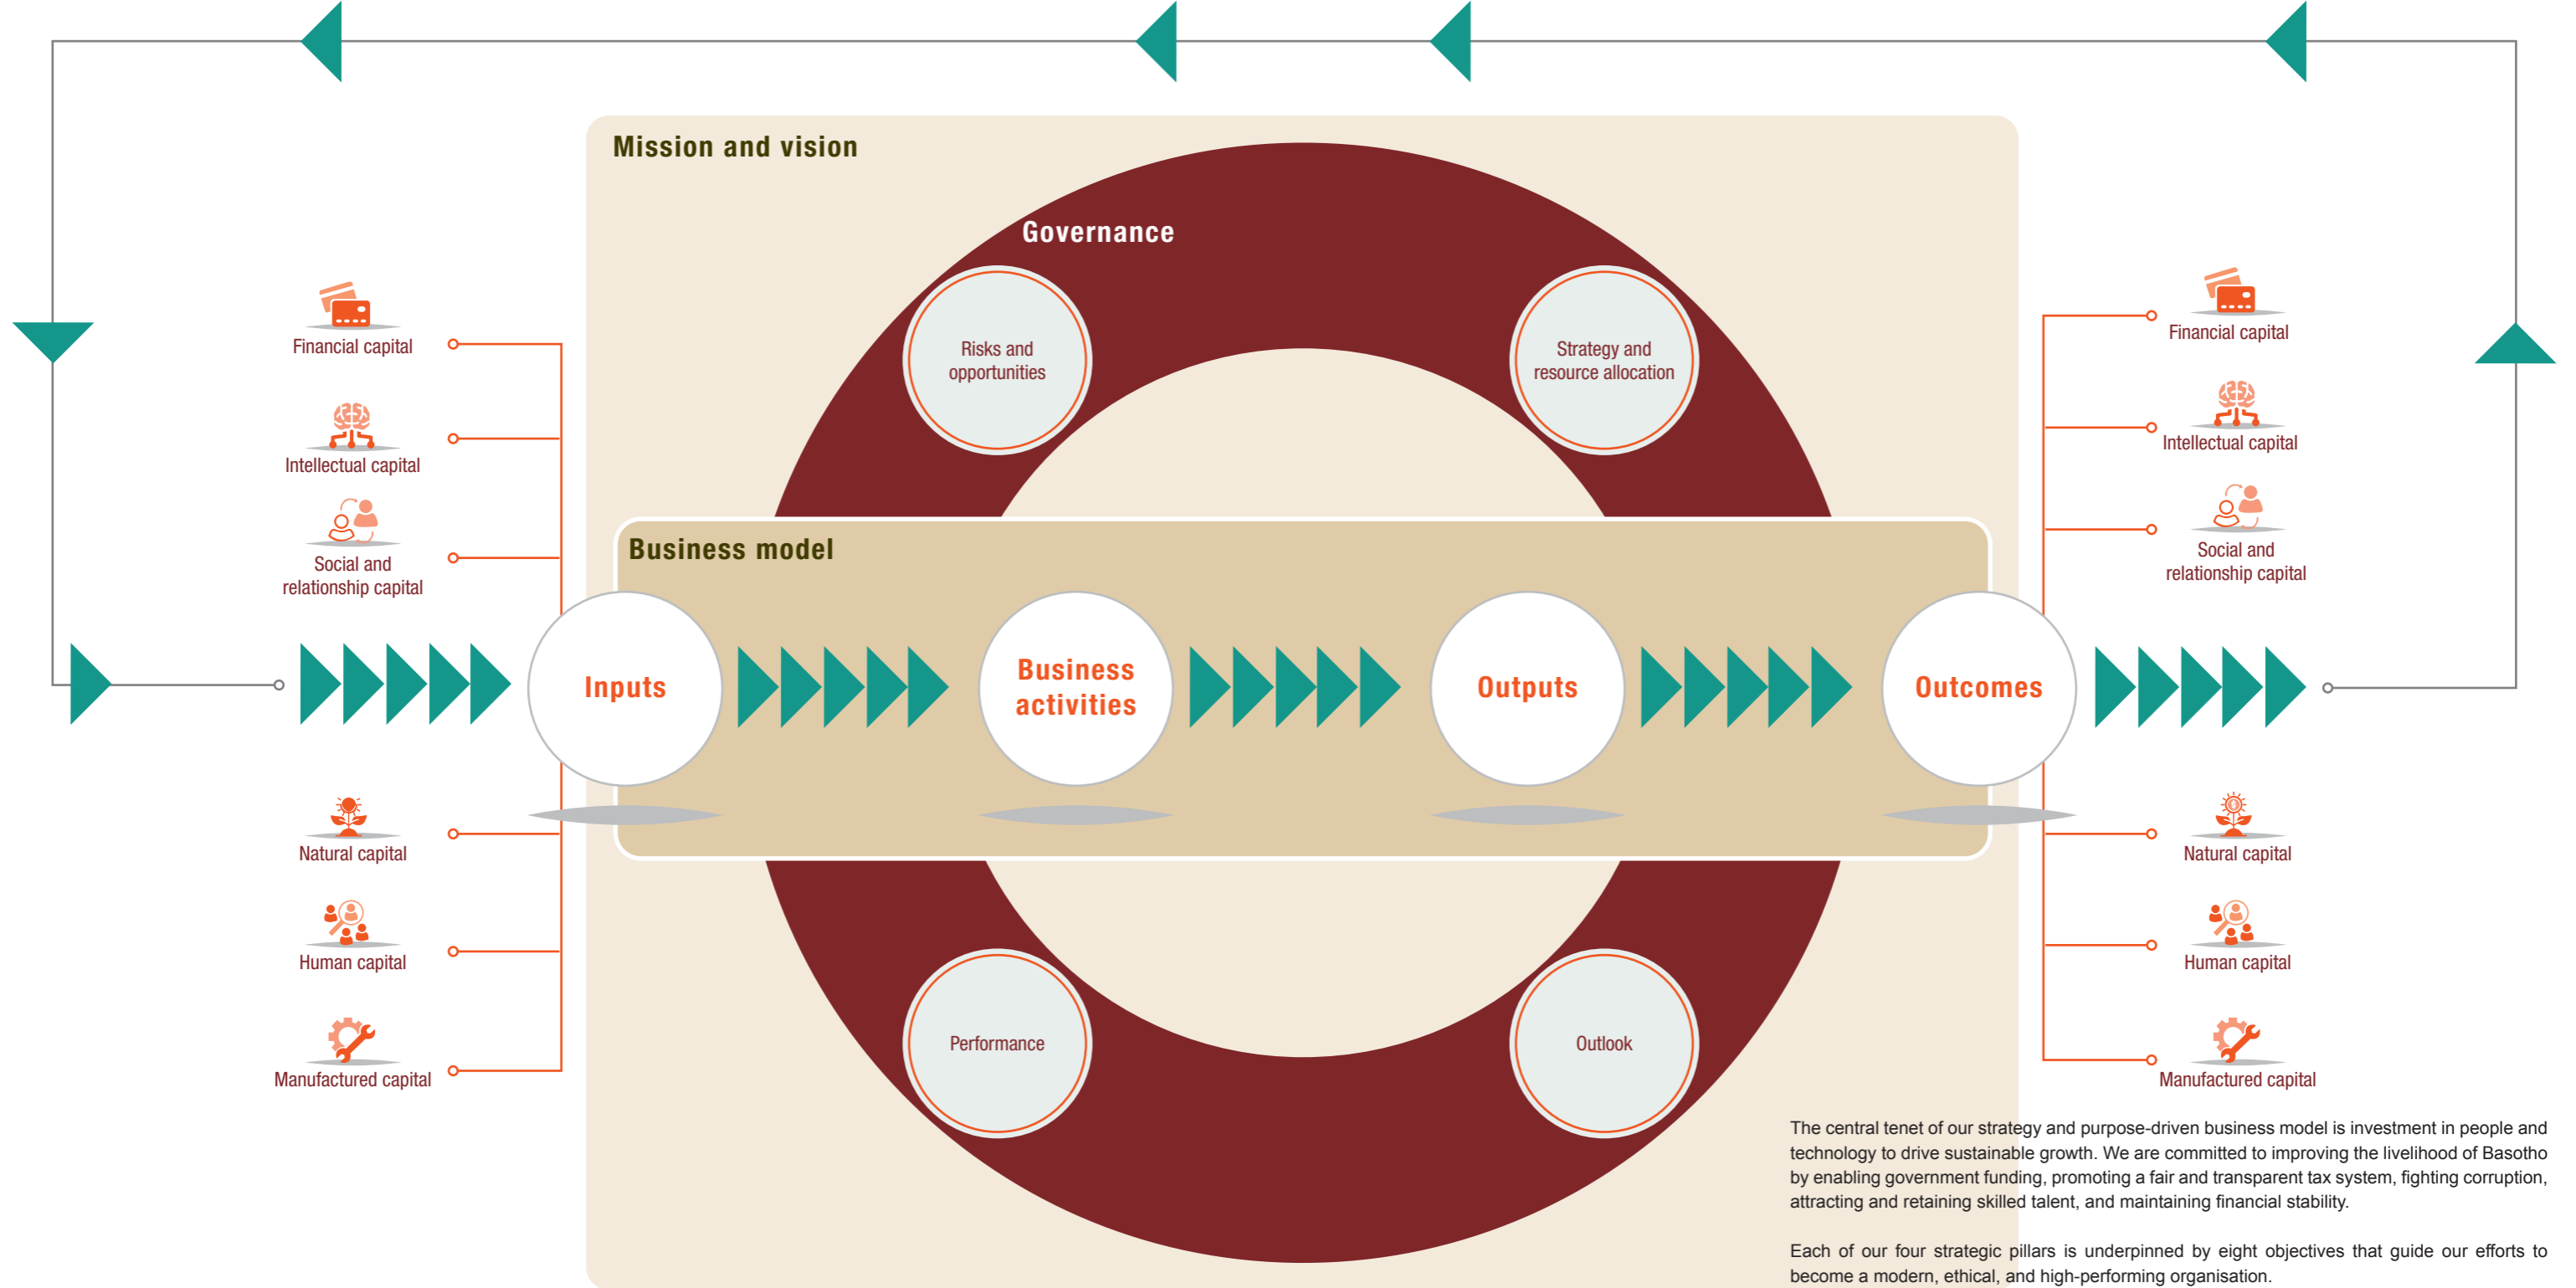 Mission and vision
Governance
Risks and
opportunities
Strategy and
resource allocation
Financial capital
Intellectual capital
Social and
relationship capital
Natural capital
Human capital
Manufactured capital
Business model
Inputs
Business
activities
Outputs
Outcomes
Performance
Outlook
Financial capital
Intellectual capital
Social and
relationship capital
Natural capital
Human capital
Manufactured capital
The central tenet of our strategy and purpose-driven business model is investment in people and
technology to drive sustainable growth. We are committed to improving the livelihood of Basotho
by enabling government funding, promoting a fair and transparent tax system, fighting corruption,
attracting and retaining skilled talent, and maintaining financial stability.
Each of our four strategic pillars is underpinned by eight objectives that guide our efforts to
become a modern, ethical, and high-performing organisation.